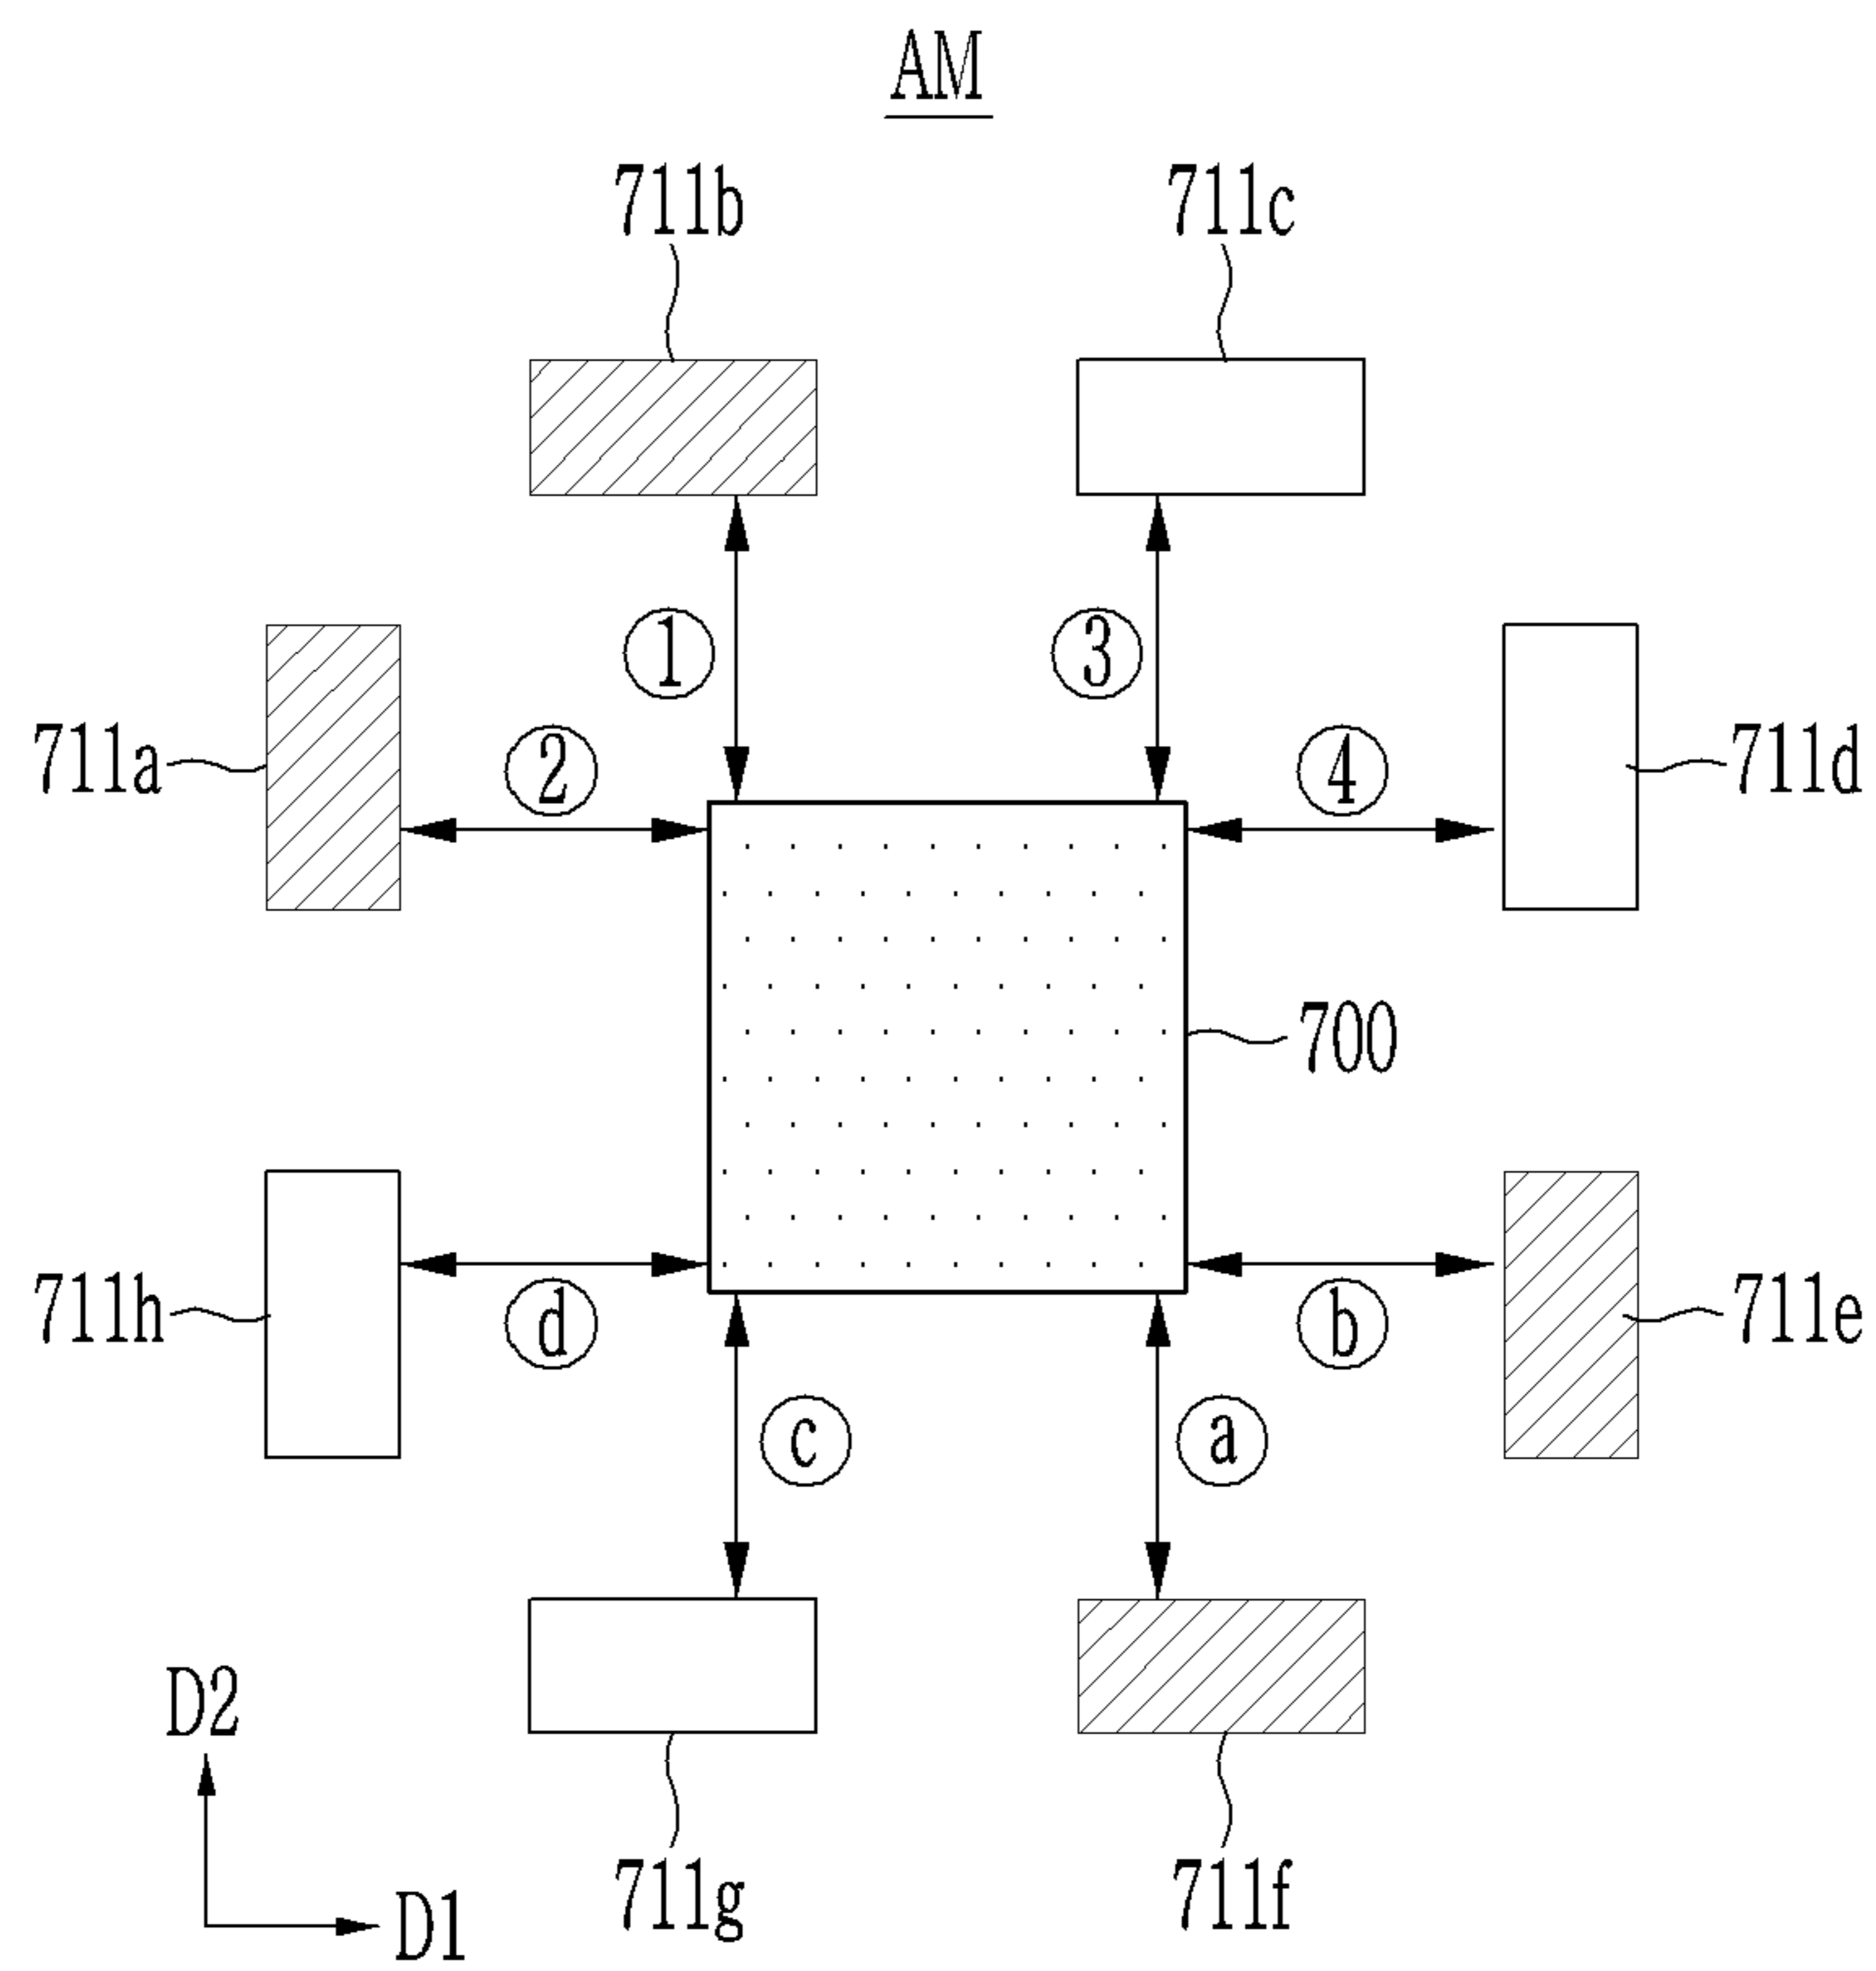 AM
711b 711c
① ③
711a ② ④ 711d
700
711h ⓓ ⓑ 711e
ⓒ ⓐ
D2
711g 711f
D1